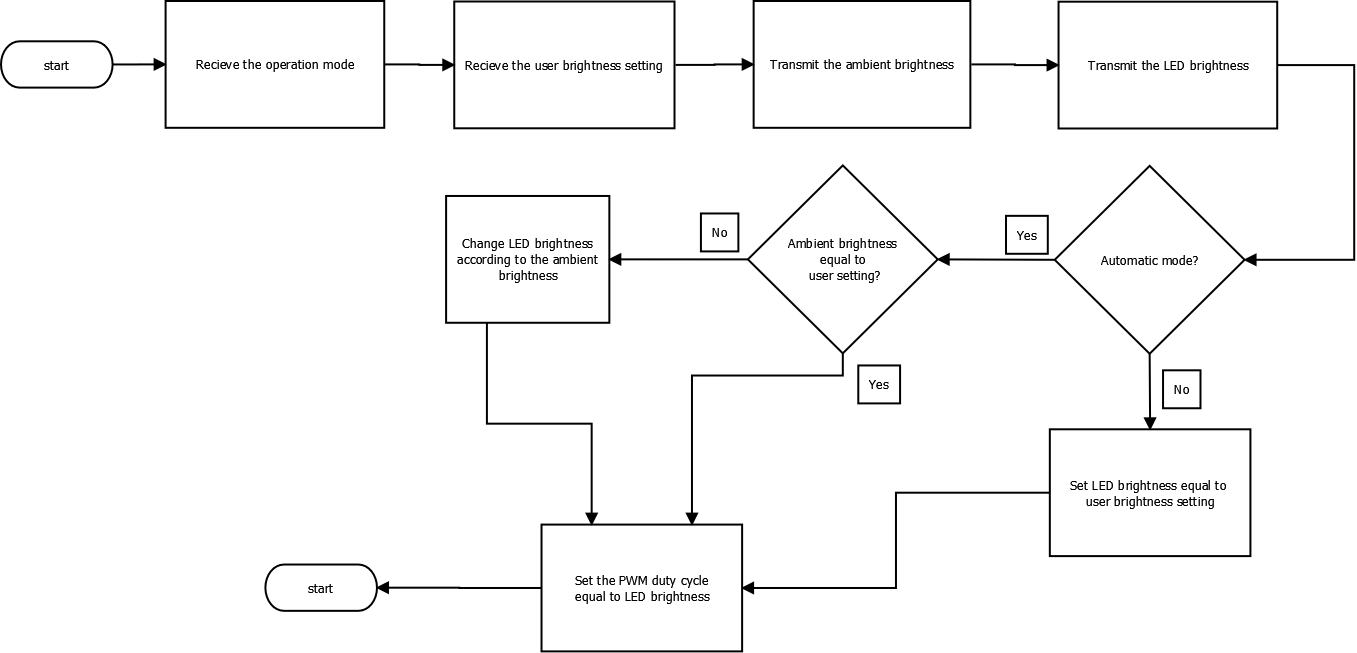 start
Recieve the operation mode
Recieve the user brightness setting
Transmit the ambient brightness
Transmit the LED brightness
Automatic mode?
Yes
No
Ambient brightness
equal to
user setting?
No
Yes
Change LED brightness
according to the ambient
brightness
Set LED brightness equal to
user brightness setting
Set the PWM duty cycle
equal to LED brightness
start